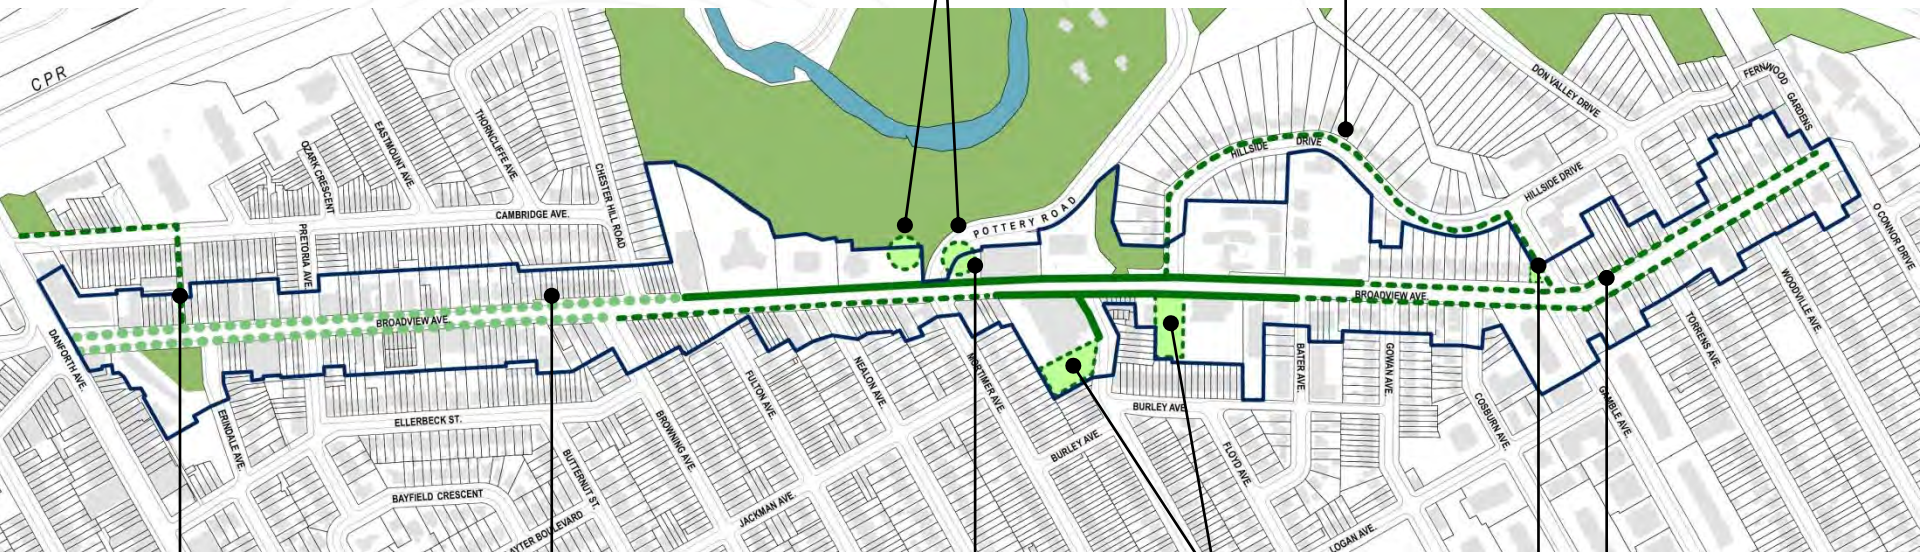 CPR
OZARK CRESCENT
EASTMOUNT AVE.
THORNCLIFFE AVE.
CHESTER HILL ROAD
CAMBRIDGE AVE.
PRETORIA AVE.
POTTERY ROAD
HILLSIDE DRIVE
HILLSIDE DRIVE
DON VALLEY DRIVE
FERNWOOD GARDENS
O CONNOR DRIVE
WOODVILLE AVE.
TORRENS AVE.
BROADVIEW AVE.
BROADVIEW AVE.
DANFORTH AVE.
ERINDALE AVE.
ELLERBECK ST.
BAYFIELD CRESCENT
BUTTERNUT ST.
BROWNING AVE.
FULTON AVE.
NEALON AVE.
MORTIMER AVE.
JACKMAN AVE.
BURLEY AVE.
BURLEY AVE.
FLOYD AVE.
BATER AVE.
GOWAN AVE.
COSBURN AVE.
GAMBLE AVE.
LOGAN AVE.